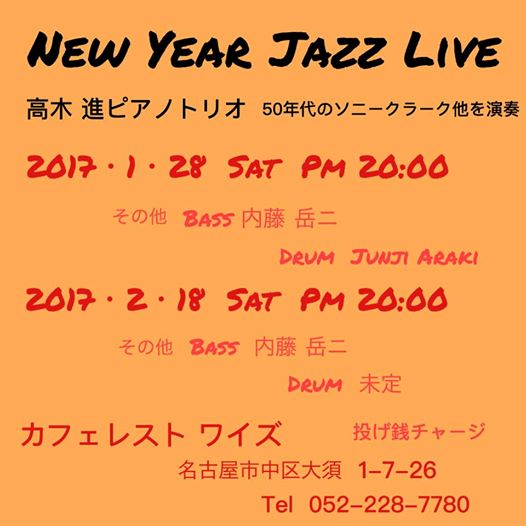 New Year Jazz Live
高木 進ピアノトリオ 50年代のソニークラーク他を演奏
2017・1・28 Sat Pm 20:00
その他 Bass 内藤 岳二
Drum Junji Araki
2017・2・18 Sat Pm 20:00
その他 Bass 内藤 岳二
Drum 未定
カフェレスト ワイズ 投げ銭チャージ
名古屋市中区大須 1-7-26
Tel 052-228-7780